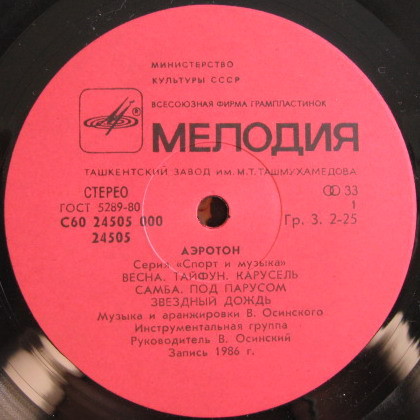 МИНИСТЕРСТВО
КУЛЬТУРЫ СССР
ВСЕСОЮЗНАЯ ФИРМА ГРАМПЛАСТИНОК
МЕЛОДИЯ
ТАШКЕНТСКИЙ ЗАВОД ИМ. М.Т. ТАШМУХАМЕДОВА
СТЕРЕО 33
ГОСТ 5289-80 1
С60 24505 000 Гр. 3. 2-25
24505
АЭРОТОН
Серия «Спорт и музыка»
ВЕСНА. ТАЙФУН. КАРУСЕЛЬ
САМБА. ПОД ПАРУСОМ
ЗВЕЗДНЫЙ ДОЖДЬ
Музыка и аранжировки В. Осинского
Инструментальная группа
Руководитель В. Осинский
Запись 1986 г.